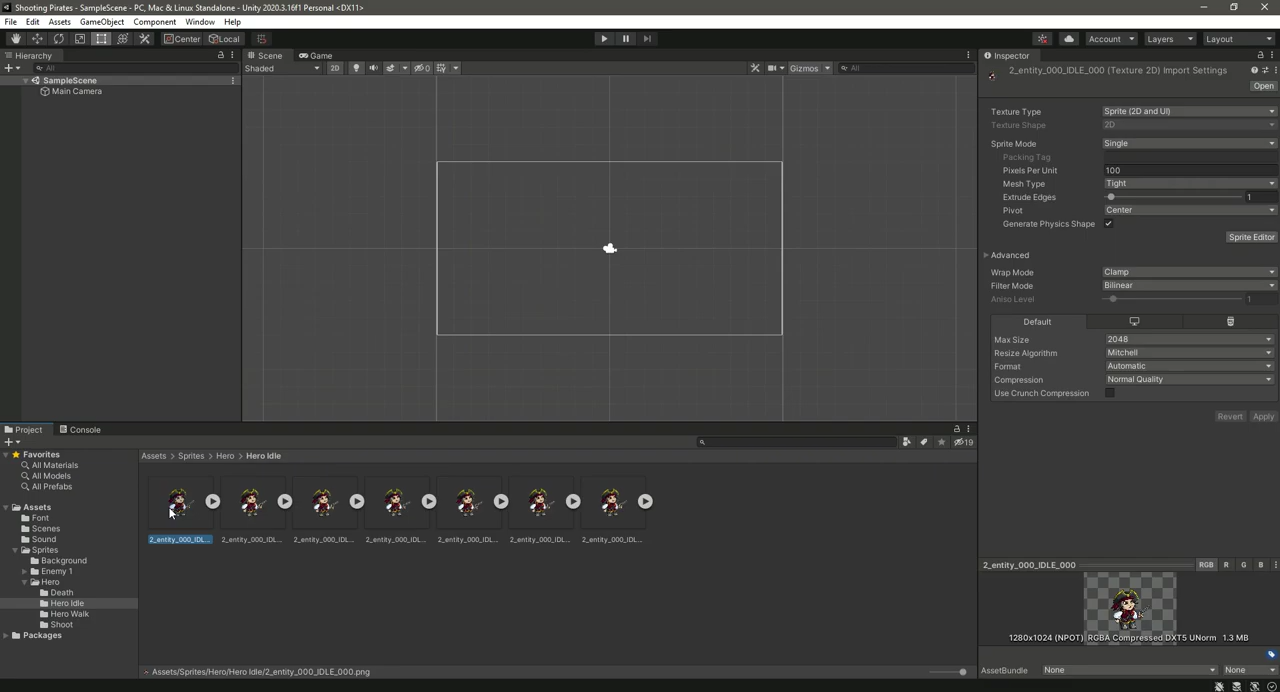 Shooting Pirates - SampleScene - PC, Mac & Linux Standalone - Unity 2020.3.16f1 Personal <DX11>
File Edit Assets GameObject Component Window Help
Center Local Account Layers Layout
Hierarchy Scene Game Inspector
All Shaded 2D 0 Gizmos All
2_entity_000_IDLE_000 (Texture 2D) Import Settings
SampleScene
Main Camera
Open
Texture Type Sprite (2D and UI)
Texture Shape 2D
Sprite Mode Single
Packing Tag
Pixels Per Unit 100
Mesh Type Tight
Extrude Edges 1
Pivot Center
Generate Physics Shape
Sprite Editor
Advanced
Wrap Mode Clamp
Filter Mode Bilinear
Aniso Level 1
Default
Max Size 2048
Resize Algorithm Mitchell
Format Automatic
Compression Normal Quality
Use Crunch Compression
Revert Apply
Project Console
19
Favorites
All Materials
All Models
All Prefabs
Assets
Font
Scenes
Sound
Sprites
Background
Enemy 1
Hero
Death
Hero Idle
Hero Walk
Shoot
Packages
Assets > Sprites > Hero > Hero Idle
2_entity_000_IDL... 2_entity_000_IDL... 2_entity_000_IDL... 2_entity_000_IDL... 2_entity_000_IDL... 2_entity_000_IDL... 2_entity_000_IDL...
Assets/Sprites/Hero/Hero Idle/2_entity_000_IDLE_000.png
2_entity_000_IDLE_000 RGB R G B
1280x1024 (NPOT) RGBA Compressed DXT5 UNorm 1.3 MB
AssetBundle None None